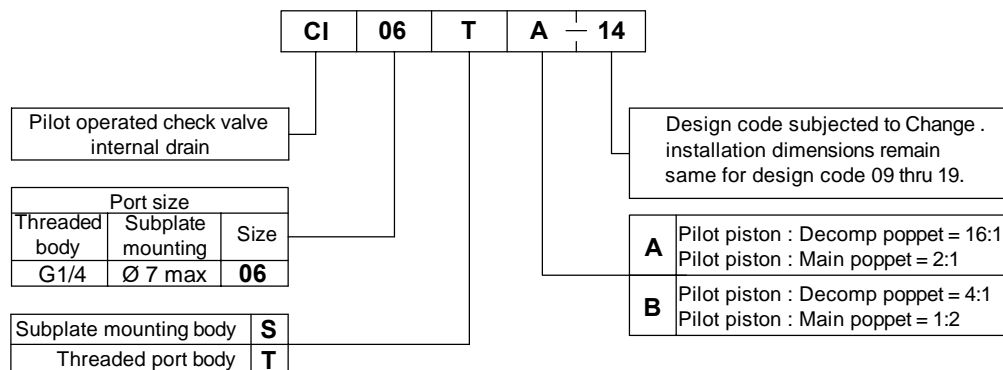 CI 06 T A – 14
Pilot operated check valve
internal drain
Design code subjected to Change .
installation dimensions remain
same for design code 09 thru 19.
Port size
Threaded body Subplate mounting Size
G1/4 Ø 7 max 06
A Pilot piston : Decomp poppet = 16:1
Pilot piston : Main poppet = 2:1
B Pilot piston : Decomp poppet = 4:1
Pilot piston : Main poppet = 1:2
Subplate mounting body S
Threaded port body T